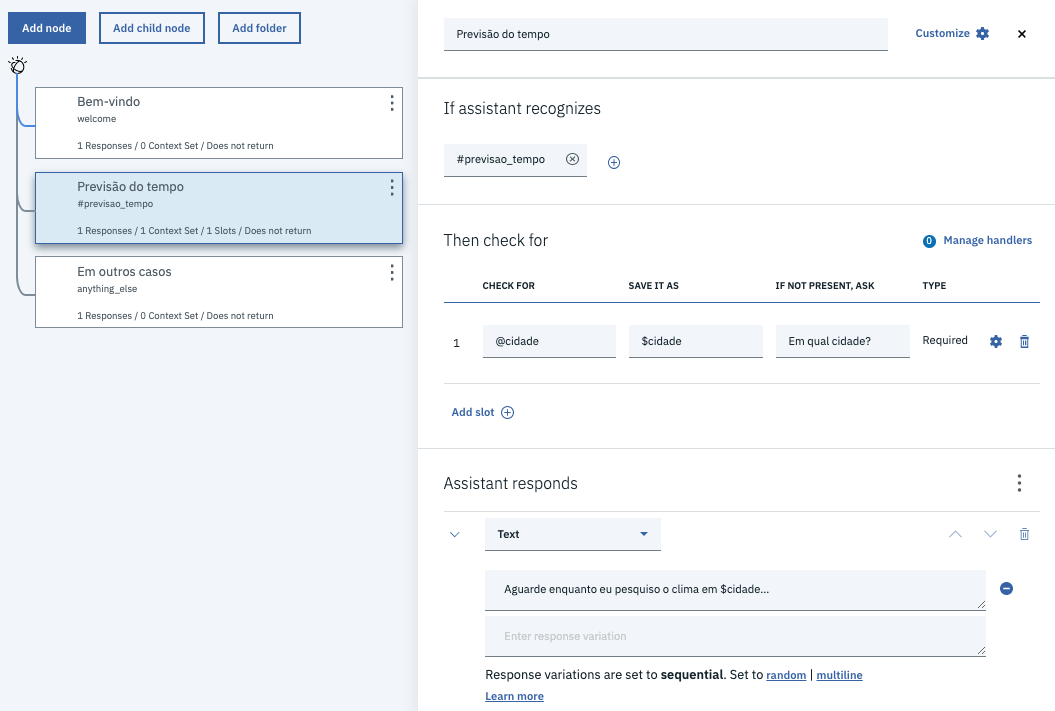 Add node
Add child node
Add folder
Bem-vindo
welcome
1 Responses / 0 Context Set / Does not return
Previsão do tempo
#previsao_tempo
1 Responses / 1 Context Set / 1 Slots / Does not return
Em outros casos
anything_else
1 Responses / 0 Context Set / Does not return
Previsão do tempo
Customize
If assistant recognizes
#previsao_tempo
Then check for
0 Manage handlers
CHECK FOR SAVE IT AS IF NOT PRESENT, ASK TYPE
1 @cidade $cidade Em qual cidade? Required
Add slot
Assistant responds
Text
Aguarde enquanto eu pesquiso o clima em $cidade...
Enter response variation
Response variations are set to sequential. Set to random | multiline
Learn more